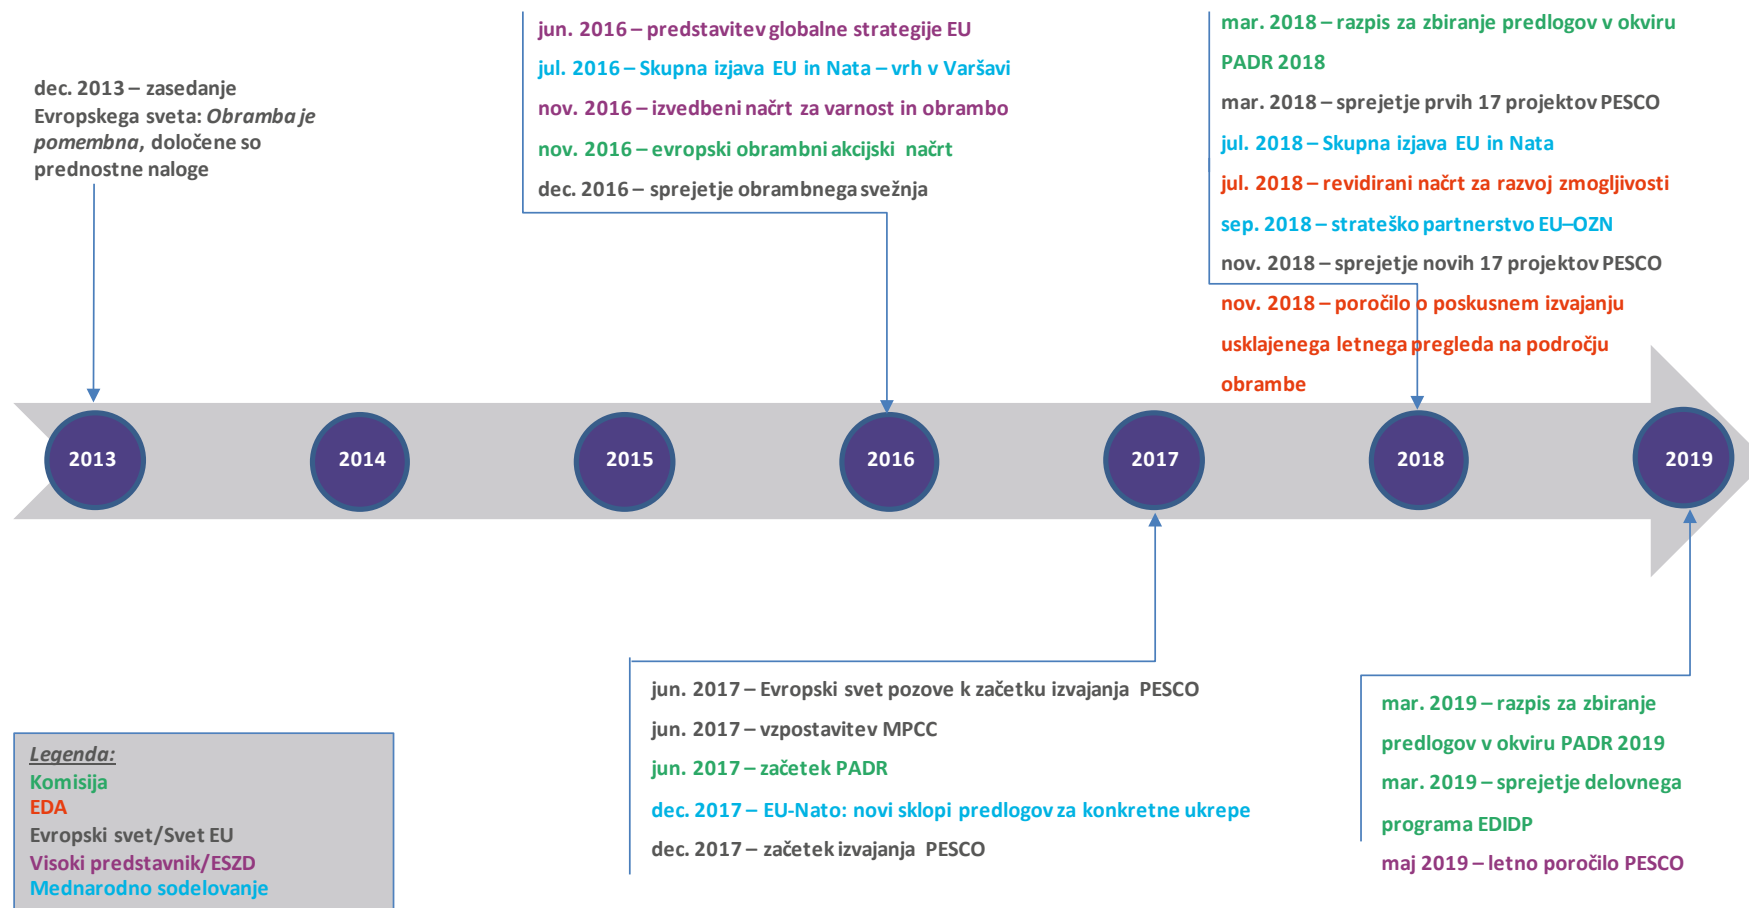 dec. 2013 – zasedanje
Evropskega sveta: Obramba je
pomembna, določene so
prednostne naloge
jun. 2016 – predstavitev globalne strategije EU
jul. 2016 – Skupna izjava EU in Nata – vrh v Varšavi
nov. 2016 – izvedbeni načrt za varnost in obrambo
nov. 2016 – evropski obrambni akcijski načrt
dec. 2016 – sprejetje obrambnega svežnja
mar. 2018 – razpis za zbiranje predlogov v okviru
PADR 2018
mar. 2018 – sprejetje prvih 17 projektov PESCO
jul. 2018 – Skupna izjava EU in Nata
jul. 2018 – revidirani načrt za razvoj zmogljivosti
sep. 2018 – strateško partnerstvo EU–OZN
nov. 2018 – sprejetje novih 17 projektov PESCO
nov. 2018 – poročilo o poskusnem izvajanju
usklajenega letnega pregleda na področju
obrambe
2013
2014
2015
2016
2017
2018
2019
jun. 2017 – Evropski svet pozove k začetku izvajanja PESCO
jun. 2017 – vzpostavitev MPCC
jun. 2017 – začetek PADR
dec. 2017 – EU-Nato: novi sklopi predlogov za konkretne ukrepe
dec. 2017 – začetek izvajanja PESCO
mar. 2019 – razpis za zbiranje
predlogov v okviru PADR 2019
mar. 2019 – sprejetje delovnega
programa EDIDP
maj 2019 – letno poročilo PESCO
Legenda:
Komisija
EDA
Evropski svet/Svet EU
Visoki predstavnik/ESZD
Mednarodno sodelovanje